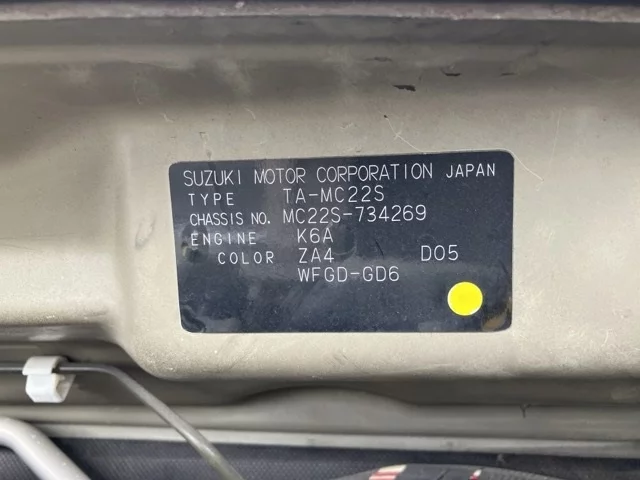 SUZUKI MOTOR CORPORATION JAPAN
TYPE TA-MC22S
CHASSIS NO. MC22S-734269
ENGINE K6A
COLOR ZA4 D05
WFGD-GD6